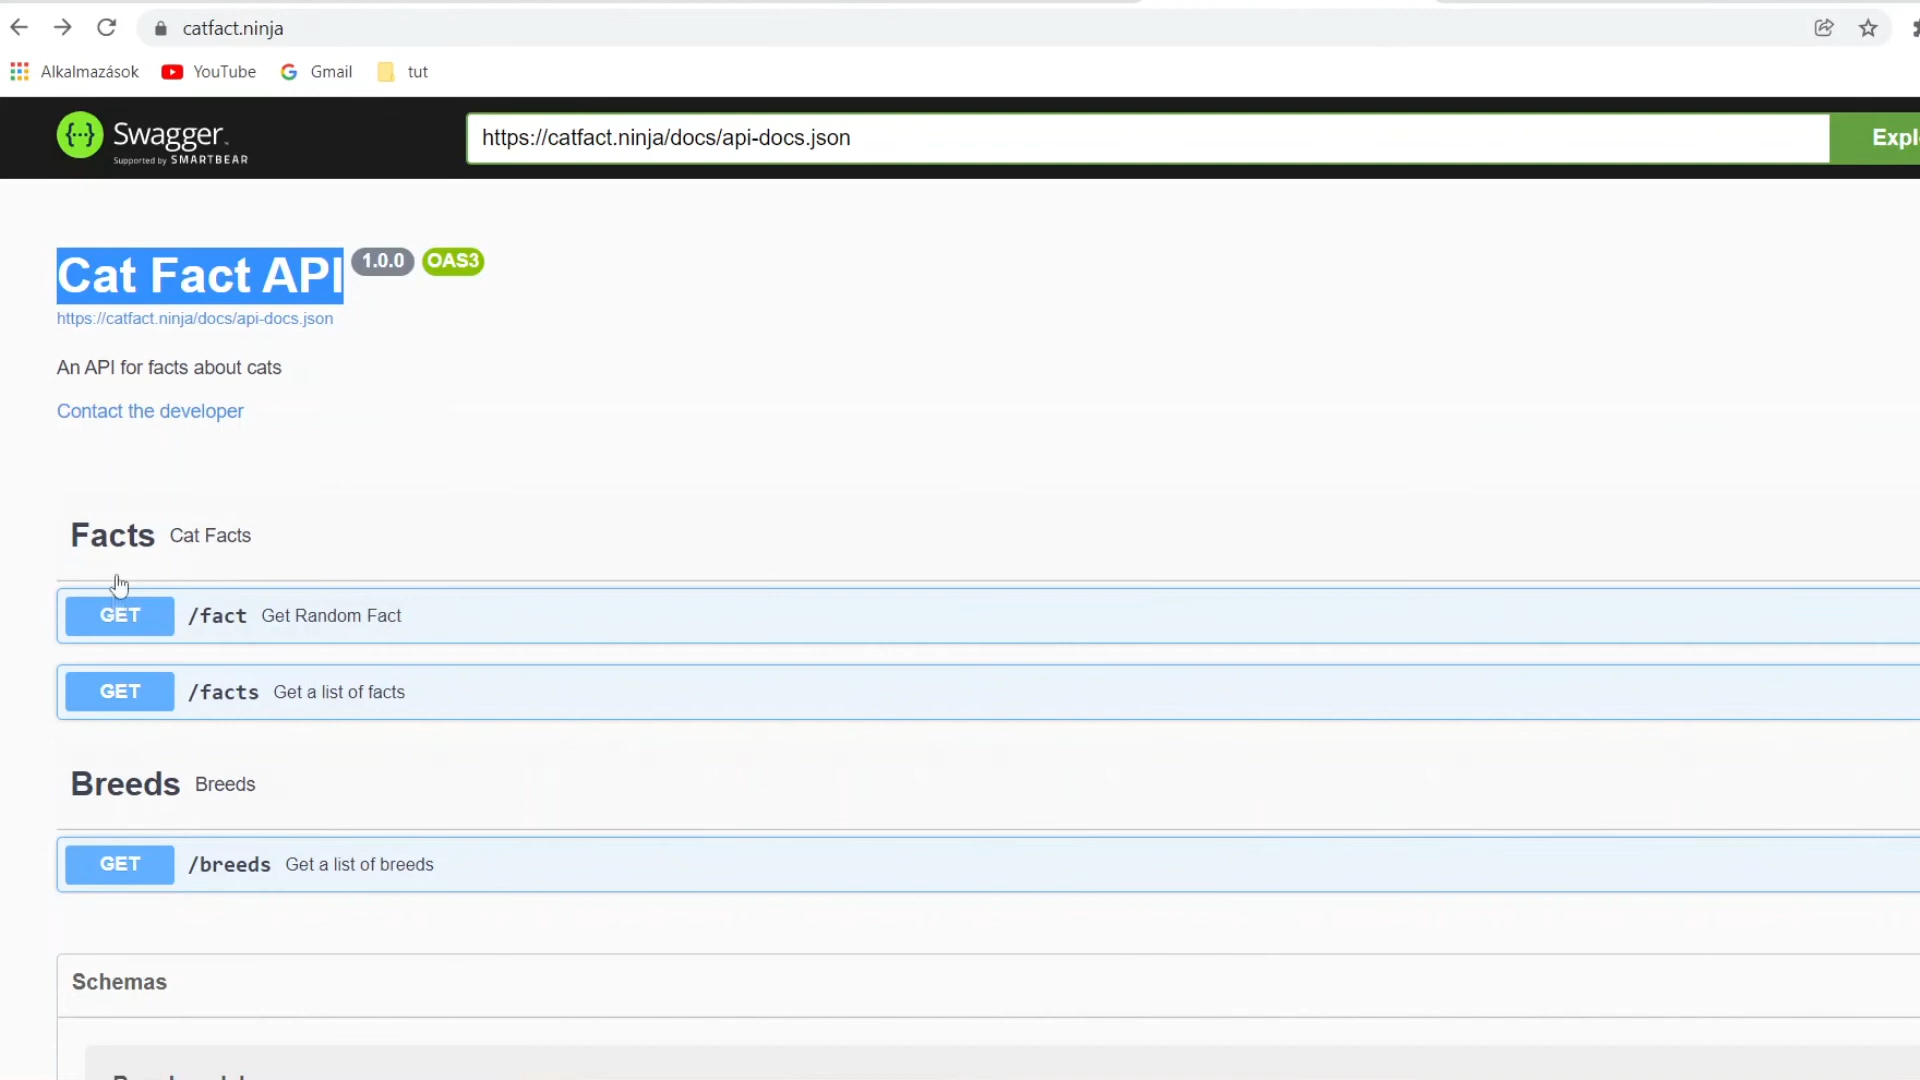 catfact.ninja
Alkalmazások YouTube Gmail tut
Swagger
Supported by SMARTBEAR
https://catfact.ninja/docs/api-docs.json
Cat Fact API 1.0.0 OAS3
https://catfact.ninja/docs/api-docs.json
An API for facts about cats
Contact the developer
Facts Cat Facts
GET /fact Get Random Fact
GET /facts Get a list of facts
Breeds Breeds
GET /breeds Get a list of breeds
Schemas